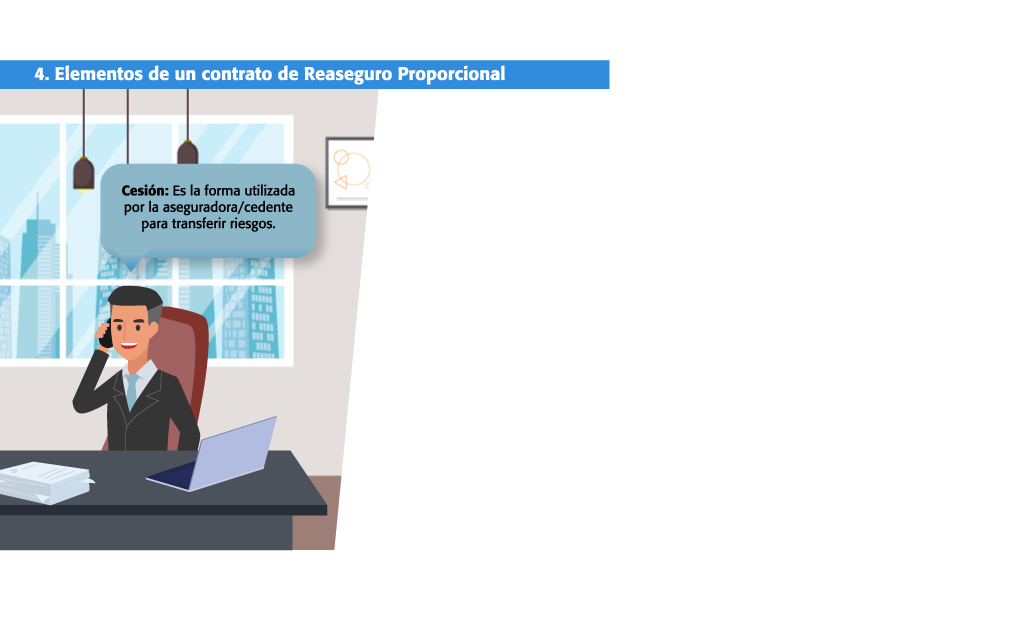 4. Elementos de un contrato de Reaseguro Proporcional
Cesión: Es la forma utilizada
por la aseguradora/cedente
para transferir riesgos.